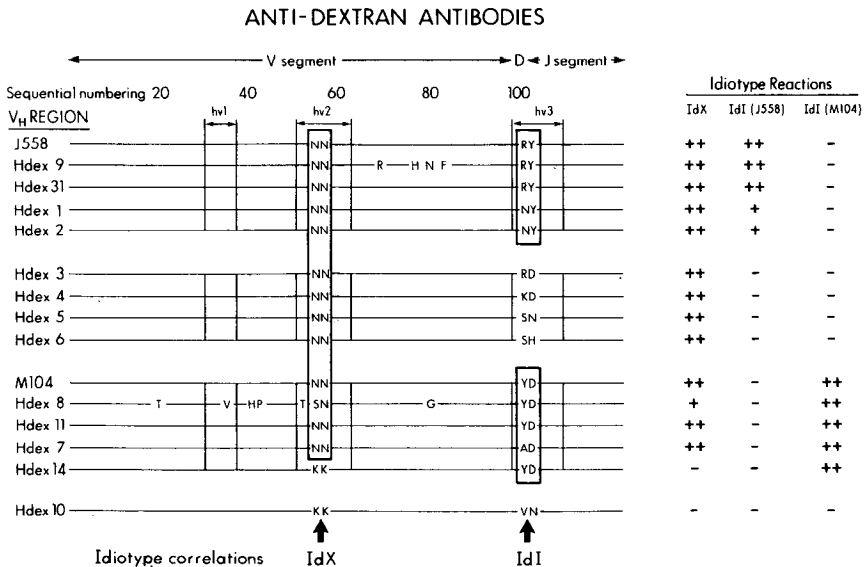 ANTI-DEXTRAN ANTIBODIES
V segment D J segment
Sequential numbering 20 40 60 80 100
Idiotype Reactions
hv1 hv2 hv3 IdX IdI (J558) IdI (M104)
VH REGION
J558 NN RY ++ ++ -
Hdex 9 NN R H N F RY ++ ++ -
Hdex 31 NN RY ++ ++ -
Hdex 1 NN NY ++ + -
Hdex 2 NN NY ++ + -
Hdex 3 NN RD ++ - -
Hdex 4 NN KD ++ - -
Hdex 5 NN SN ++ - -
Hdex 6 NN SH ++ - -
M104 NN YD ++ - ++
Hdex 8 T V HP T SN G YD + - ++
Hdex 11 NN YD ++ - ++
Hdex 7 NN AD ++ - ++
Hdex 14 KK YD - - ++
Hdex 10 KK VN - - -
Idiotype correlations IdX IdI